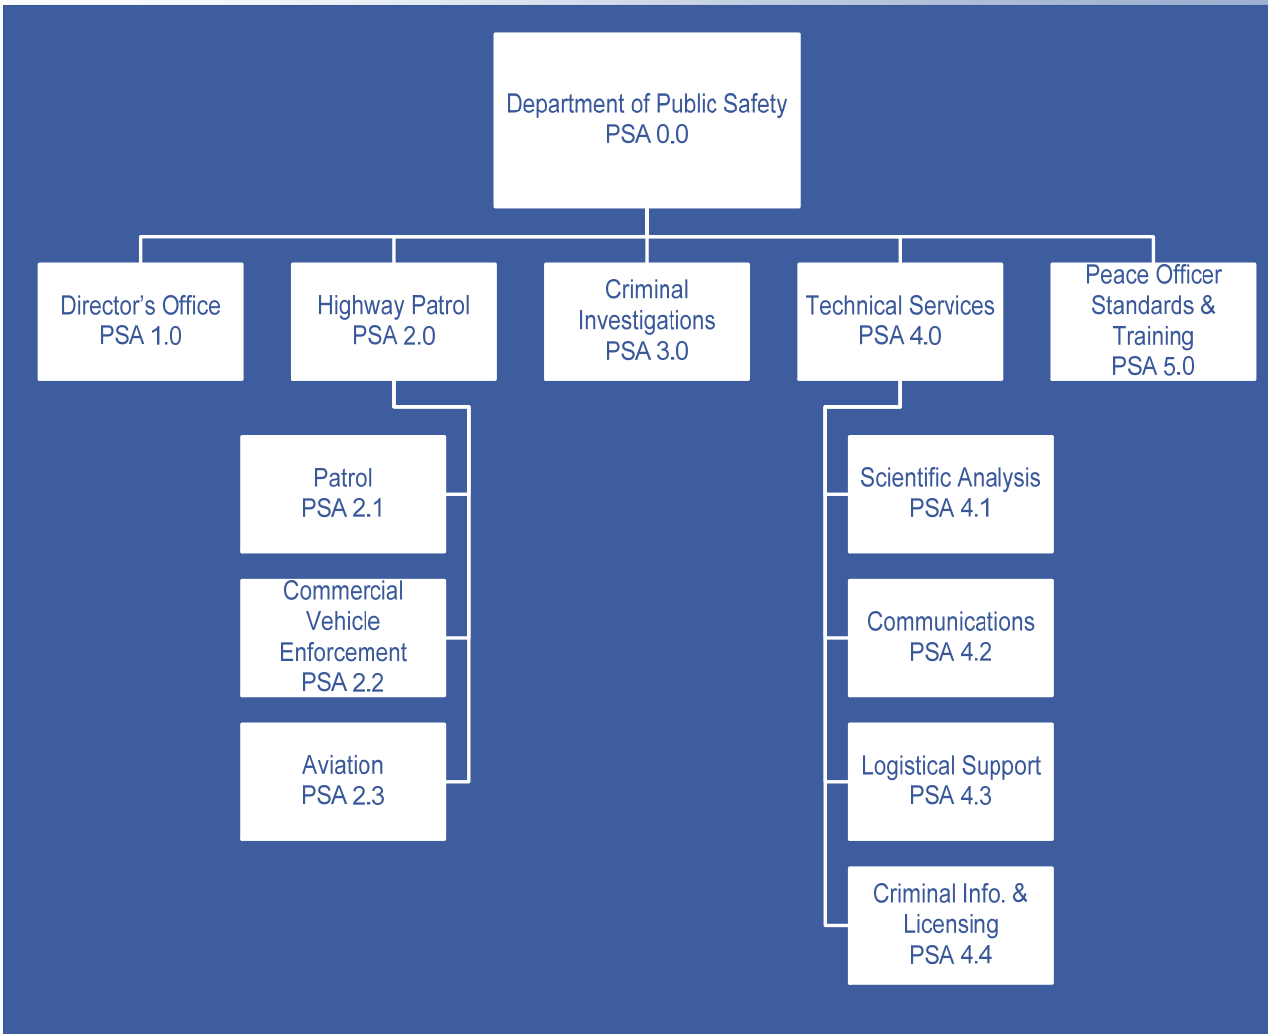 Department of Public Safety
PSA 0.0
Director's Office
PSA 1.0
Highway Patrol
PSA 2.0
Criminal
Investigations
PSA 3.0
Technical Services
PSA 4.0
Peace Officer
Standards &
Training
PSA 5.0
Patrol
PSA 2.1
Commercial
Vehicle
Enforcement
PSA 2.2
Aviation
PSA 2.3
Scientific Analysis
PSA 4.1
Communications
PSA 4.2
Logistical Support
PSA 4.3
Criminal Info. &
Licensing
PSA 4.4